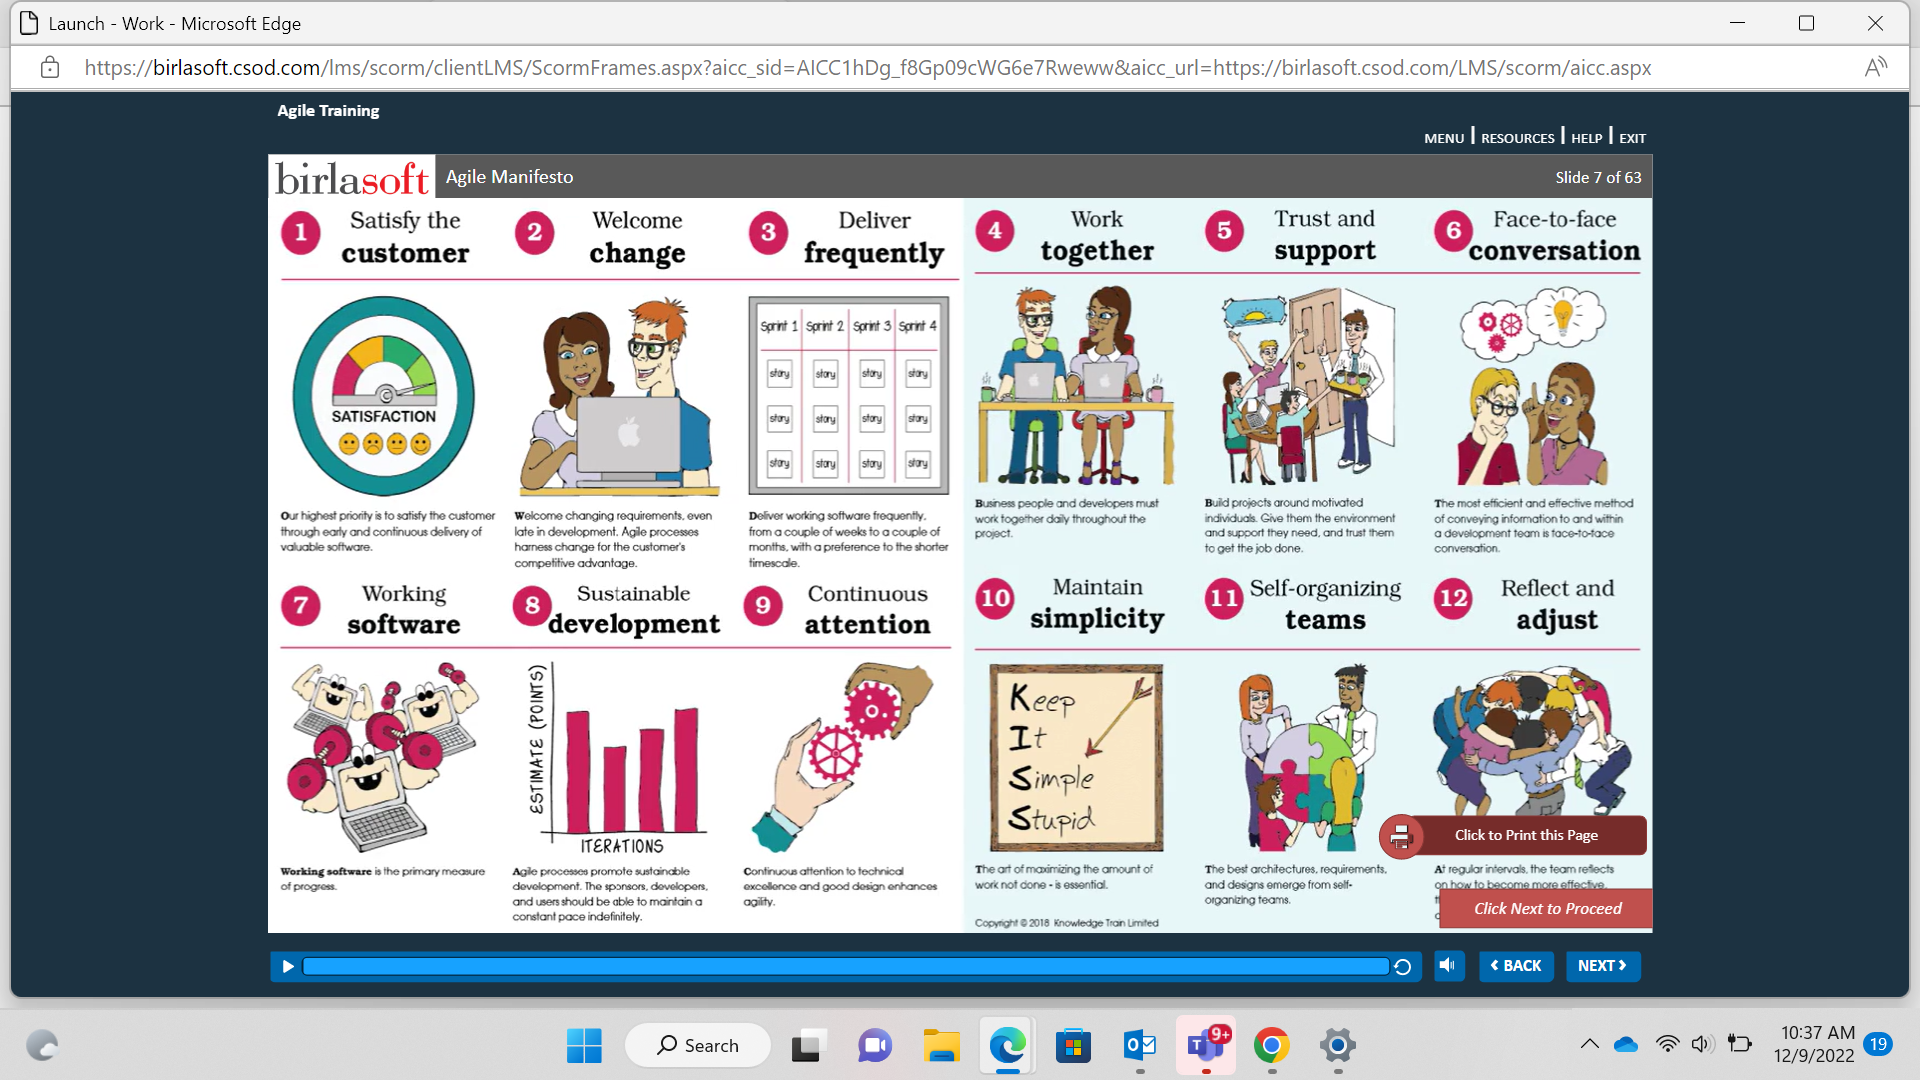 Launch - Work - Microsoft Edge
https://birlasoft.csod.com/lms/scorm/clientLMS/ScormFrames.aspx?aicc_sid=AICC1hDg_f8Gp09cWG6e7Rweww&aicc_url=https://birlasoft.csod.com/LMS/scorm/aicc.aspx
Agile Training
MENU | RESOURCES | HELP | EXIT
birlasoft
Agile Manifesto
Slide 7 of 63
1
Satisfy the
customer
SATISFACTION
Our highest priority is to satisfy the customer
through early and continuous delivery of
valuable software.
2
Welcome
change
Welcome changing requirements, even
late in development. Agile processes
harness change for the customer's
competitive advantage.
3
Deliver
frequently
Sprint 1 Sprint 2 Sprint 3 Sprint 4
story story story story
story story story story
story story story story
Deliver working software frequently,
from a couple of weeks to a couple of
months, with a preference to the shorter
timescale.
4
Work
together
Business people and developers must
work together daily throughout the
project.
5
Trust and
support
Build projects around motivated
individuals. Give them the environment
and support they need, and trust them
to get the job done.
6
Face-to-face
conversation
The most efficient and effective method
of conveying information to and within
a development team is face-to-face
conversation.
7
Working
software
Working software is the primary measure
of progress.
8
Sustainable
development
ESTIMATE (POINTS)
ITERATIONS
Agile processes promote sustainable
development. The sponsors, developers,
and users should be able to maintain a
constant pace indefinitely.
9
Continuous
attention
Continuous attention to technical
excellence and good design enhances
agility.
10
Maintain
simplicity
Keep
It
Simple
Stupid
The art of maximizing the amount of
work not done - is essential.
Copyright © 2018 Knowledge Train Limited
11
Self-organizing
teams
The best architectures, requirements,
and designs emerge from self-
organizing teams.
12
Reflect and
adjust
Click to Print this Page
At regular intervals, the team reflects
on how to become more effective,
Click Next to Proceed
BACK
NEXT
Search
9+
10:37 AM
12/9/2022
19